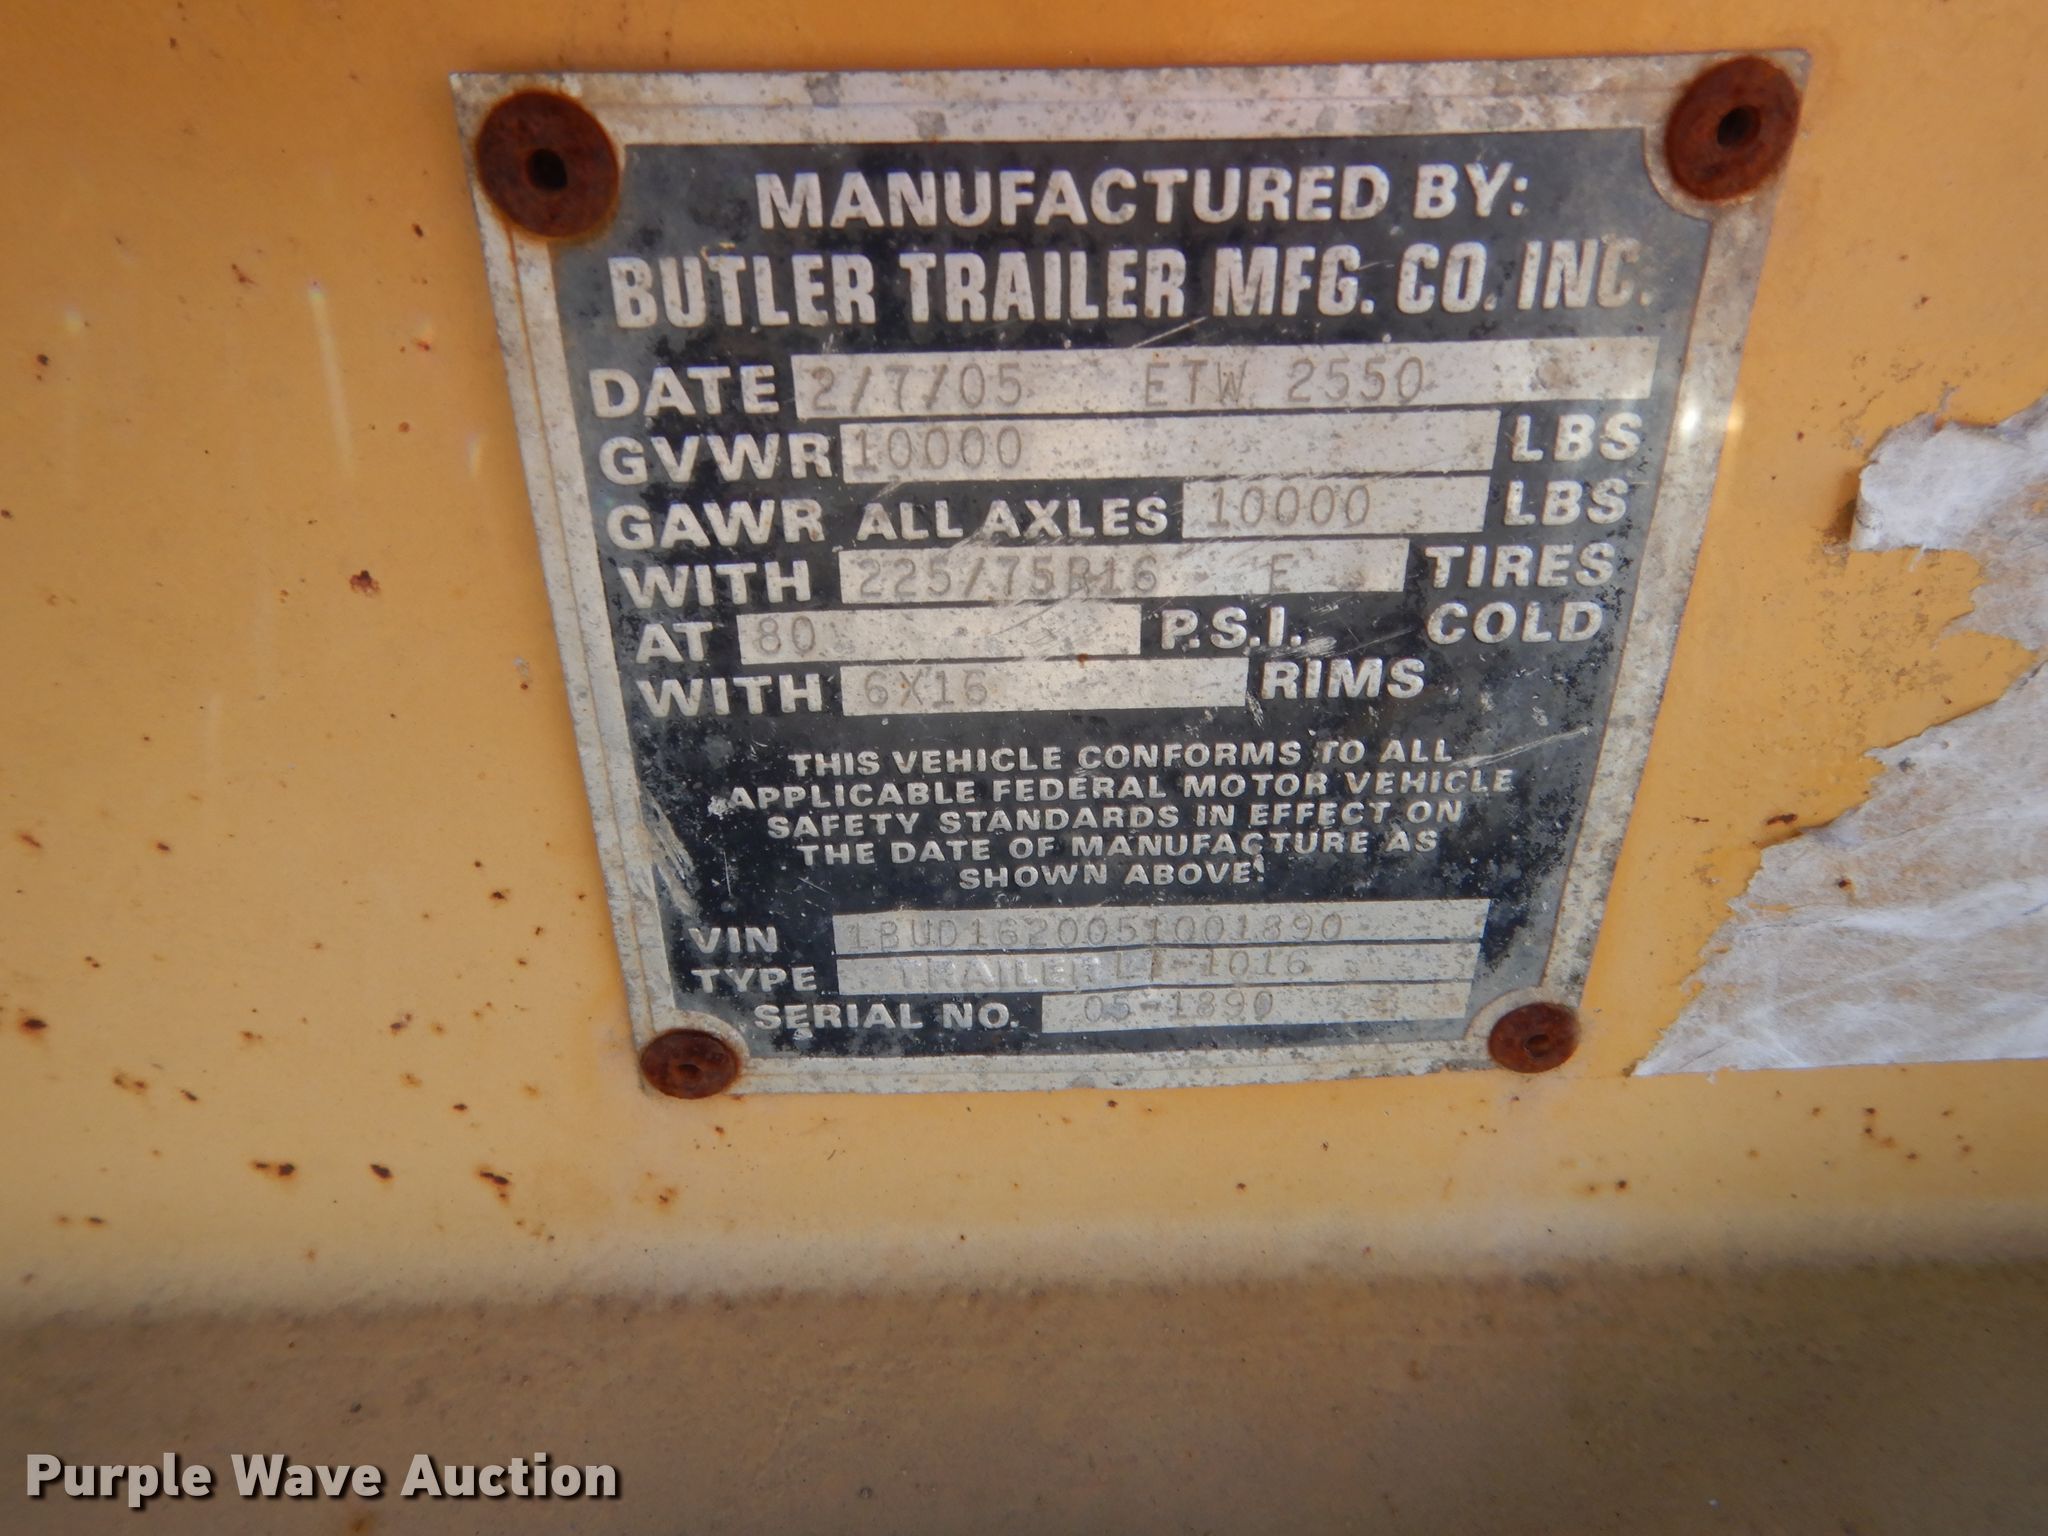 MANUFACTURED BY:
BUTLER TRAILER MFG. CO. INC.
DATE 2/7/05 ETW 2550
GVWR 10000 LBS
GAWR ALL AXLES 10000 LBS
WITH 225/75R16 E TIRES
AT 80 P.S.I. COLD
WITH 6X16 RIMS
THIS VEHICLE CONFORMS TO ALL
APPLICABLE FEDERAL MOTOR VEHICLE
SAFETY STANDARDS IN EFFECT ON
THE DATE OF MANUFACTURE AS
SHOWN ABOVE.
VIN 1BUD1620051001890
TYPE TRAILER LT-1016
SERIAL NO. 05-1890
Purple Wave Auction